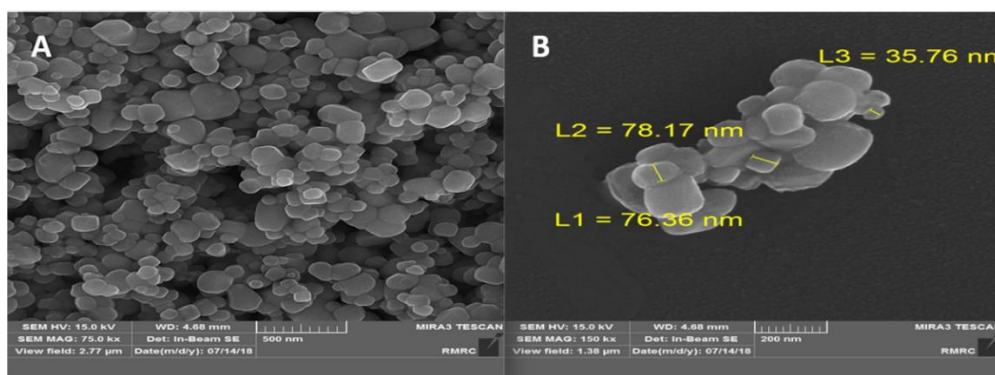 A
SEM HV: 15.0 kV WD: 4.68 mm MIRA3 TESCAN
SEM MAG: 75.0 kx Det: In-Beam SE 500 nm
View field: 2.77 µm Date(m/d/y): 07/14/18 RMRC
B
L3 = 35.76 nm
L2 = 78.17 nm
L1 = 76.36 nm
SEM HV: 15.0 kV WD: 4.68 mm MIRA3 TESCAN
SEM MAG: 150 kx Det: In-Beam SE 200 nm
View field: 1.38 µm Date(m/d/y): 07/14/18 RMRC